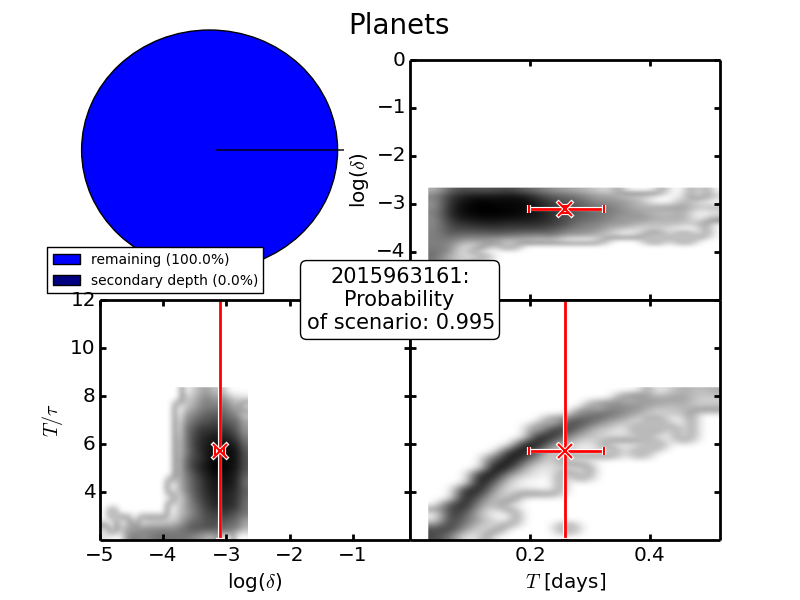 Planets
remaining (100.0%)
secondary depth (0.0%)
0
−1
−2
−3
−4
log(δ)
2015963161:
Probability
of scenario: 0.995
12
10
8
6
4
T/τ
−5
−4
−3
−2
−1
log(δ)
0.2
0.4
T [days]